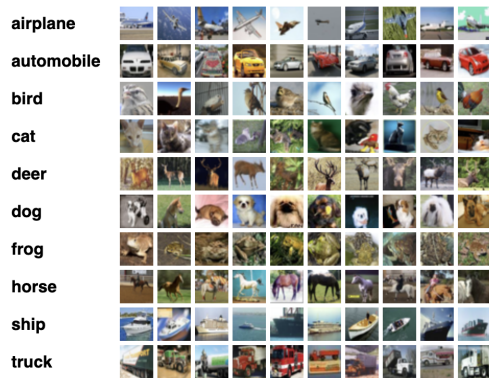 airplane
automobile
bird
cat
deer
dog
frog
horse
ship
truck